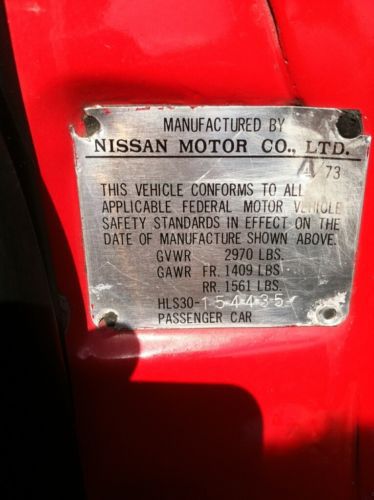 MANUFACTURED BY
NISSAN MOTOR CO., LTD.
4/73
THIS VEHICLE CONFORMS TO ALL
APPLICABLE FEDERAL MOTOR VEHICLE
SAFETY STANDARDS IN EFFECT ON THE
DATE OF MANUFACTURE SHOWN ABOVE.
GVWR 2970 LBS.
GAWR FR. 1409 LBS.
RR. 1561 LBS.
HLS30-154435
PASSENGER CAR